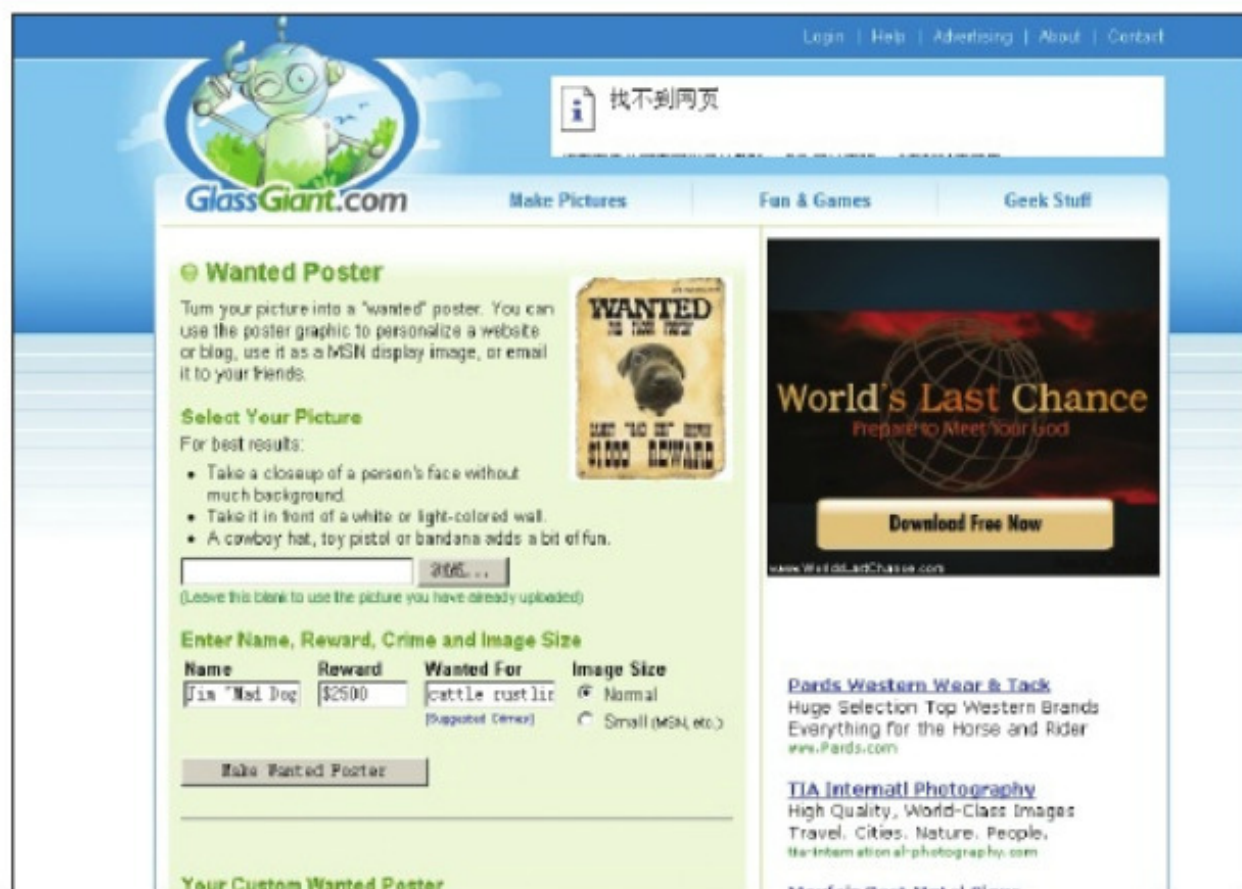 Login | Help | Advertising | About | Contact
找不到网页
GlassGiant.com
Make Pictures
Fun & Games
Geek Stuff
Wanted Poster
Turn your picture into a "wanted" poster. You can
use the poster graphic to personalize a website
or blog, use it as a MSN display image, or email
it to your friends.
WANTED
$1,000 REWARD
Select Your Picture
For best results:
• Take a closeup of a person's face without
much background.
• Take it in front of a white or light-colored wall.
• A cowboy hat, toy pistol or bandana adds a bit of fun.
(Leave this blank to use the picture you have already uploaded)
Enter Name, Reward, Crime and Image Size
Name Reward Wanted For Image Size
Jim "Mad Dog $2500 cattle rustlin Normal
[Suggested Crimes] Small (MSN, etc.)
Make Wanted Poster
Your Custom Wanted Poster
World's Last Chance
Prepare to Meet Your God
Download Free Now
www.WorldsLastChance.com
Pards Western Wear & Tack
Huge Selection Top Western Brands
Everything for the Horse and Rider
www.Pards.com
TIA Internatl Photography
High Quality, World-Class Images
Travel. Cities. Nature. People.
tia-international-photography.com